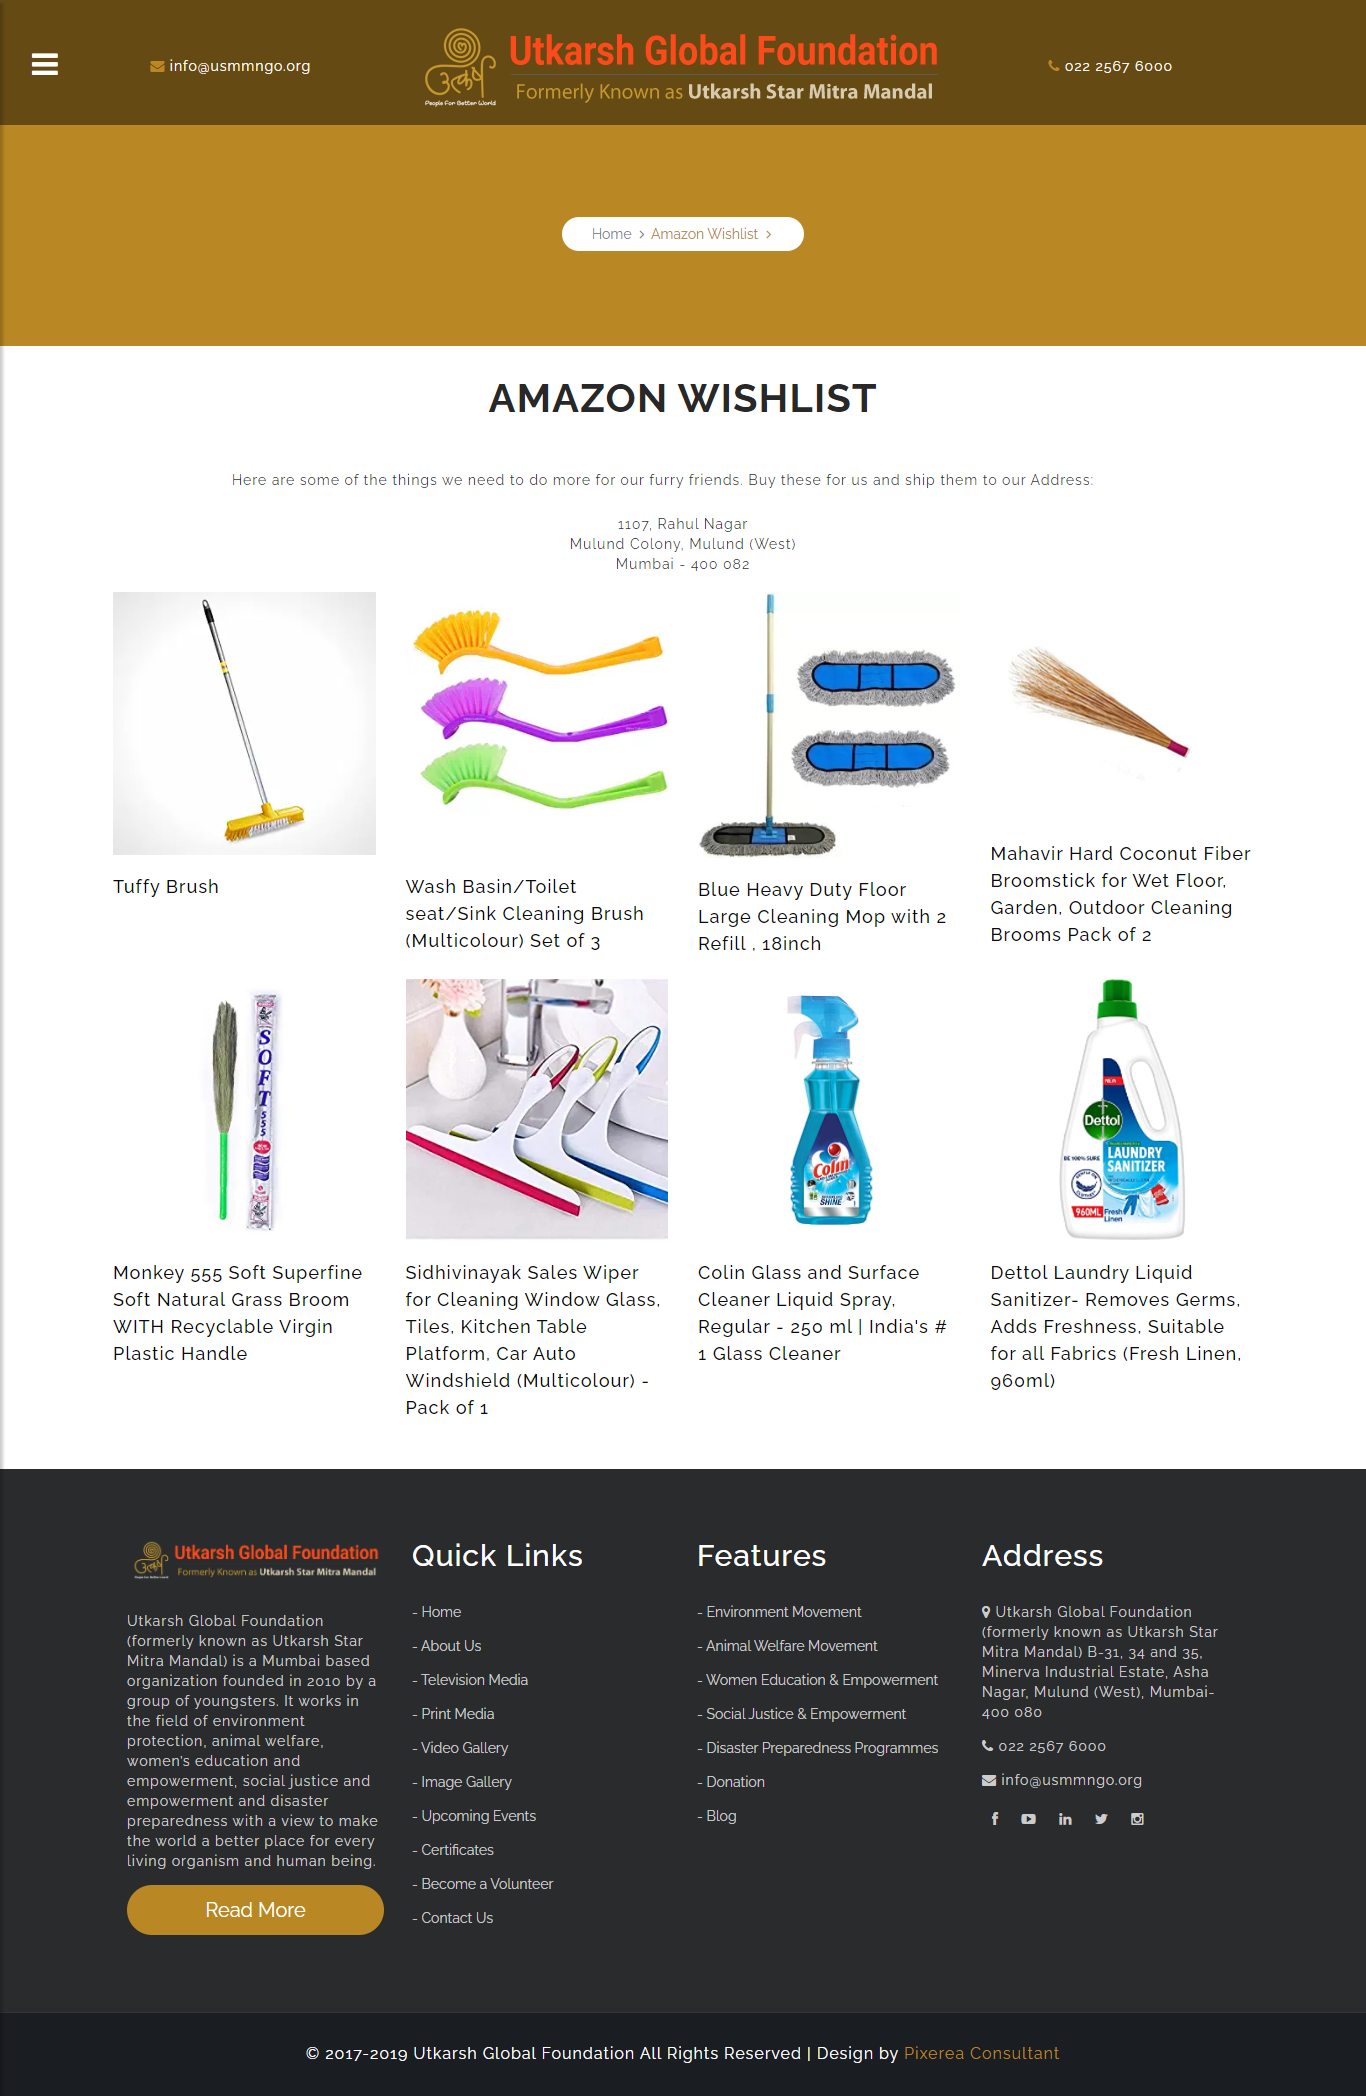 info@usmmngo.org
उत्कर्ष
People For Better World
Utkarsh Global Foundation
Formerly Known as Utkarsh Star Mitra Mandal
022 2567 6000
Home > Amazon Wishlist >
AMAZON WISHLIST
Here are some of the things we need to do more for our furry friends. Buy these for us and ship them to our Address:
1107, Rahul Nagar
Mulund Colony, Mulund (West)
Mumbai - 400 082
Tuffy Brush
Wash Basin/Toilet
seat/Sink Cleaning Brush
(Multicolour) Set of 3
Blue Heavy Duty Floor
Large Cleaning Mop with 2
Refill , 18inch
Mahavir Hard Coconut Fiber
Broomstick for Wet Floor,
Garden, Outdoor Cleaning
Brooms Pack of 2
SOFT
555
Colin
SHINE
NEW
Dettol
BE 100% SURE
LAUNDRY
SANITIZER
960ML
Fresh
Linen
Monkey 555 Soft Superfine
Soft Natural Grass Broom
WITH Recyclable Virgin
Plastic Handle
Sidhivinayak Sales Wiper
for Cleaning Window Glass,
Tiles, Kitchen Table
Platform, Car Auto
Windshield (Multicolour) -
Pack of 1
Colin Glass and Surface
Cleaner Liquid Spray,
Regular - 250 ml | India's #
1 Glass Cleaner
Dettol Laundry Liquid
Sanitizer- Removes Germs,
Adds Freshness, Suitable
for all Fabrics (Fresh Linen,
960ml)
उत्कर्ष
People For Better World
Utkarsh Global Foundation
Formerly Known as Utkarsh Star Mitra Mandal
Utkarsh Global Foundation
(formerly known as Utkarsh Star
Mitra Mandal) is a Mumbai based
organization founded in 2010 by a
group of youngsters. It works in
the field of environment
protection, animal welfare,
women's education and
empowerment, social justice and
empowerment and disaster
preparedness with a view to make
the world a better place for every
living organism and human being.
Read More
Quick Links
- Home
- About Us
- Television Media
- Print Media
- Video Gallery
- Image Gallery
- Upcoming Events
- Certificates
- Become a Volunteer
- Contact Us
Features
- Environment Movement
- Animal Welfare Movement
- Women Education & Empowerment
- Social Justice & Empowerment
- Disaster Preparedness Programmes
- Donation
- Blog
Address
Utkarsh Global Foundation
(formerly known as Utkarsh Star
Mitra Mandal) B-31, 34 and 35,
Minerva Industrial Estate, Asha
Nagar, Mulund (West), Mumbai-
400 080
022 2567 6000
info@usmmngo.org
© 2017-2019 Utkarsh Global Foundation All Rights Reserved | Design by Pixerea Consultant